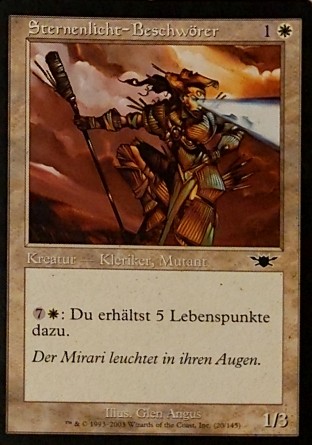 Sternenlicht-Beschwörer 1
Kreatur — Kleriker, Mutant
7: Du erhältst 5 Lebenspunkte
dazu.
Der Mirari leuchtet in ihren Augen.
Illus. Glen Angus
™ & © 1993-2003 Wizards of the Coast, Inc. (20/145)
1/3